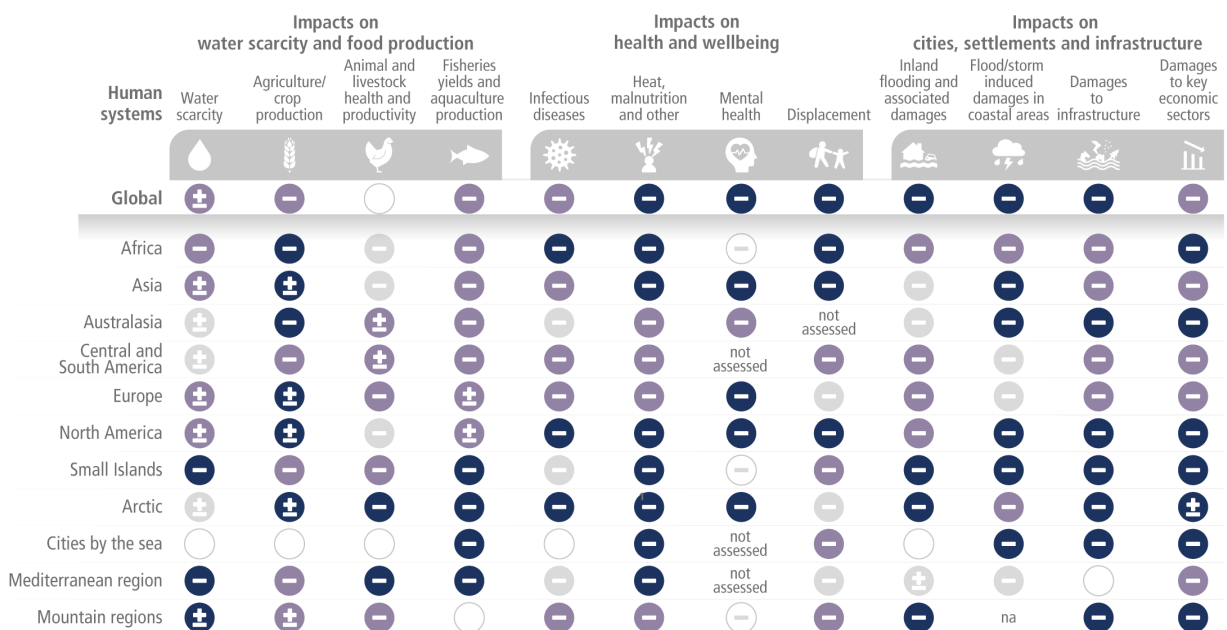 Impacts on
water scarcity and food production
Impacts on
health and wellbeing
Impacts on
cities, settlements and infrastructure
Human
systems
Water
scarcity
Agriculture/
crop
production
Animal and
livestock
health and
productivity
Fisheries
yields and
aquaculture
production
Infectious
diseases
Heat,
malnutrition
and other
Mental
health
Displacement
Inland
flooding and
associated
damages
Flood/storm
induced
damages in
coastal areas
Damages
to
infrastructure
Damages
to key
economic
sectors
Global ± − − − − − − − − − −
Africa − − − − − − − − − − − −
Asia ± ± − − − − − − − − − −
Australasia ± − ± − − − − not assessed − − − −
Central and
South America ± − ± − − − not assessed − − − − −
Europe ± ± − ± − − − − − − − −
North America ± ± − ± − − − − − − − −
Small Islands − − − − − − − − − − − −
Arctic ± ± − − − − − − − − − ±
Cities by the sea − − not assessed − − − −
Mediterranean region − − − − − − not assessed − ± − −
Mountain regions ± ± − − − − − − na − −